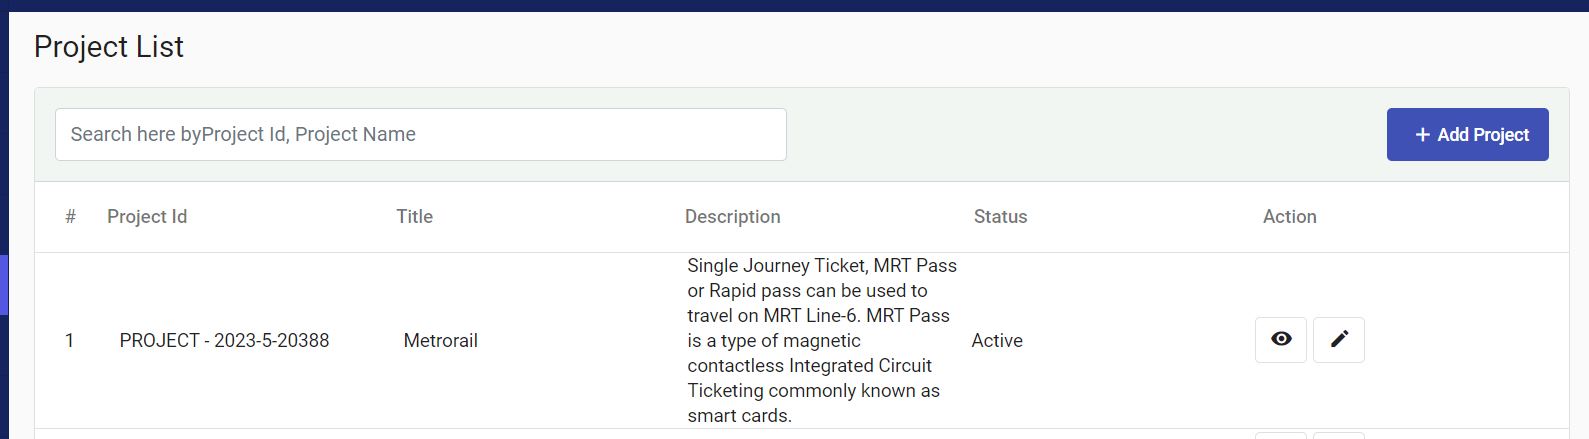 Project List
Search here byProject Id, Project Name
+ Add Project
# Project Id Title Description Status Action
Single Journey Ticket, MRT Pass
or Rapid pass can be used to
travel on MRT Line-6. MRT Pass
1 PROJECT - 2023-5-20388 Metrorail is a type of magnetic Active
contactless Integrated Circuit
Ticketing commonly known as
smart cards.